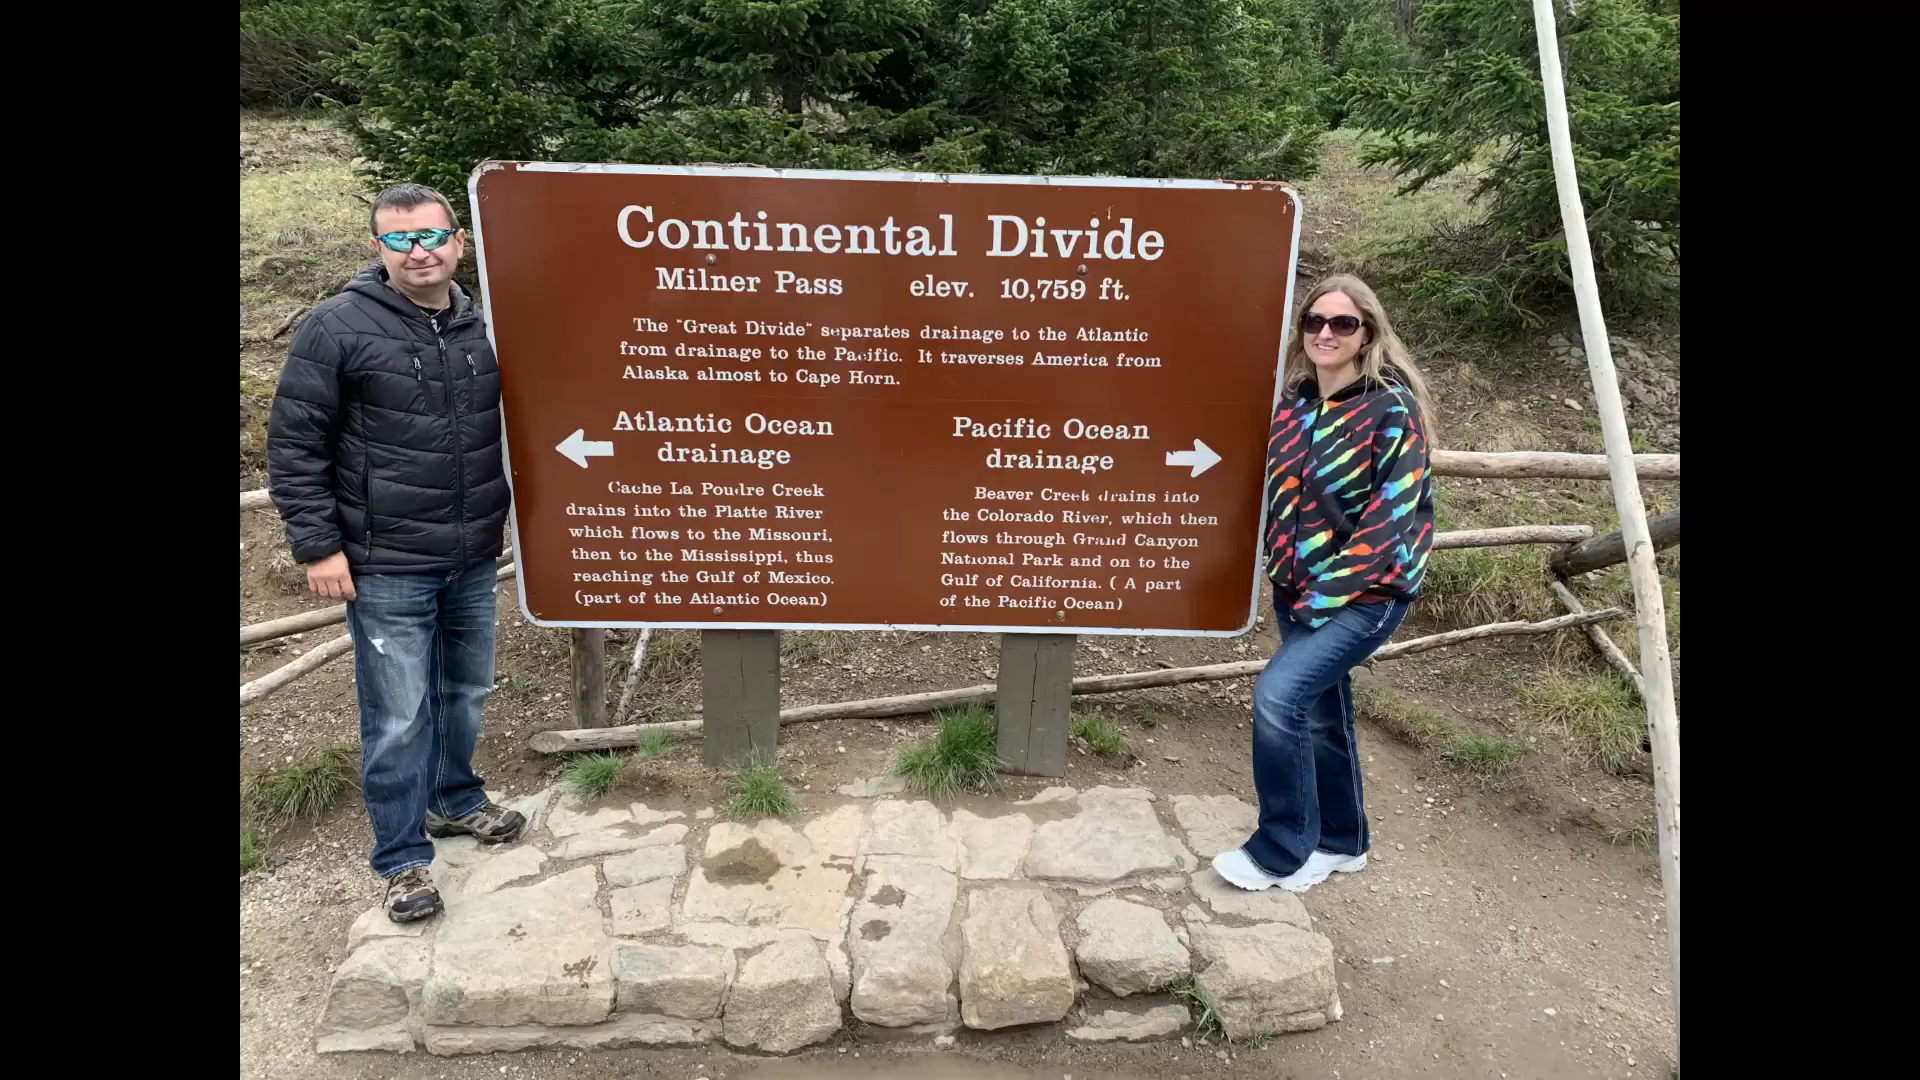 Continental Divide
Milner Pass elev. 10,759 ft.
The "Great Divide" separates drainage to the Atlantic
from drainage to the Pacific. It traverses America from
Alaska almost to Cape Horn.
Atlantic Ocean
drainage
Cache La Poudre Creek
drains into the Platte River
which flows to the Missouri,
then to the Mississippi, thus
reaching the Gulf of Mexico.
(part of the Atlantic Ocean)
Pacific Ocean
drainage
Beaver Creek drains into
the Colorado River, which then
flows through Grand Canyon
National Park and on to the
Gulf of California. ( A part
of the Pacific Ocean)